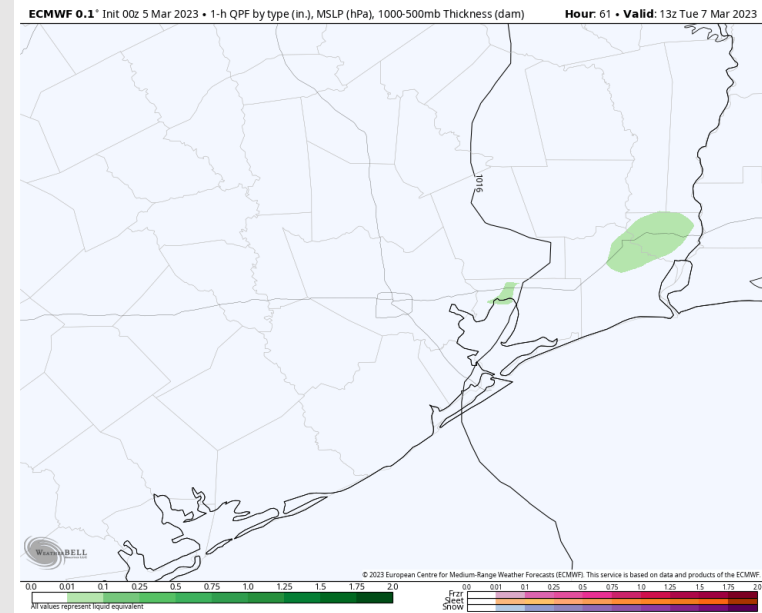 ECMWF 0.1° Init 00z 5 Mar 2023 • 1-h QPF by type (in.), MSLP (hPa), 1000-500mb Thickness (dam) Hour: 61 • Valid: 13z Tue 7 Mar 2023
1016
WeatherBELL
© 2023 European Centre for Medium-Range Weather Forecasts (ECMWF). This service is based on data and products of the ECMWF.
0.0 0.01 0.1 0.25 0.5 0.75 1.0 1.25 1.5 1.75 2.0
All values represent liquid equivalent
0.0 0.01 0.1 0.25 0.5 0.75 1.0 1.25 1.5 1.75 2.0
Frzr
Sleet
Snow